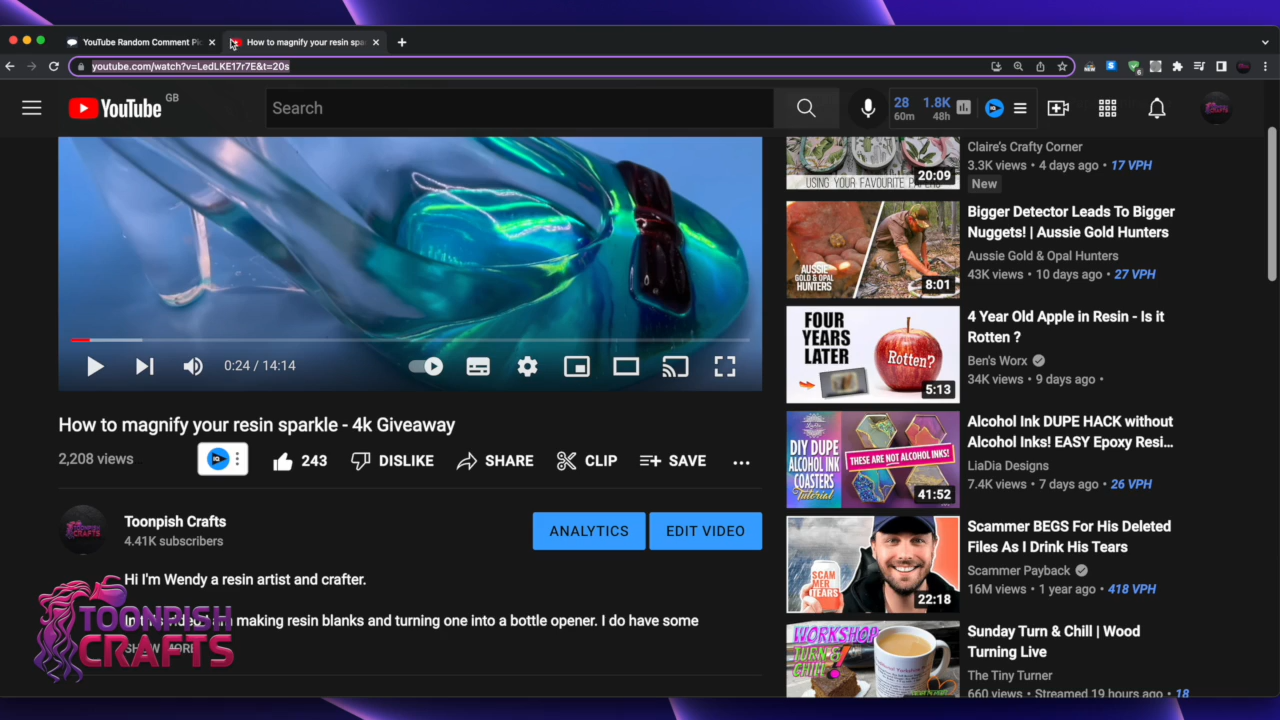 YouTube Random Comment Pi
How to magnify your resin spa
youtube.com/watch?v=LedLKE17r7E&t=20s
YouTube GB
Search
28 1.8K
60m 48h
0:24 / 14:14
How to magnify your resin sparkle - 4k Giveaway
2,208 views
243
DISLIKE
SHARE
CLIP
SAVE
Toonpish Crafts
4.41K subscribers
ANALYTICS
EDIT VIDEO
Hi I'm Wendy a resin artist and crafter.
making resin blanks and turning one into a bottle opener. I do have some
TOONPISH
CRAFTS
USING YOUR FAVOURITE PAPERS
20:09
Claire's Crafty Corner
3.3K views • 4 days ago • 17 VPH
New
AUSSIE
GOLD & OPAL
HUNTERS
8:01
Bigger Detector Leads To Bigger
Nuggets! | Aussie Gold Hunters
Aussie Gold & Opal Hunters
43K views • 10 days ago • 27 VPH
FOUR
YEARS
LATER
Rotten?
5:13
4 Year Old Apple in Resin - Is it
Rotten ?
Ben's Worx
34K views • 9 days ago •
DIY DUPE
ALCOHOL INK
COASTERS
Tutorial
THESE ARE NOT ALCOHOL INKS!
41:52
Alcohol Ink DUPE HACK without
Alcohol Inks! EASY Epoxy Resi...
LiaDia Designs
7.4K views • 7 days ago • 26 VPH
SCAM
MER
TEARS
22:18
Scammer BEGS For His Deleted
Files As I Drink His Tears
Scammer Payback
16M views • 1 year ago • 418 VPH
WORKSHOP
TURN &
CHILL!
Sunday Turn & Chill | Wood
Turning Live
The Tiny Turner
660 views • Streamed 19 hours ago • 18